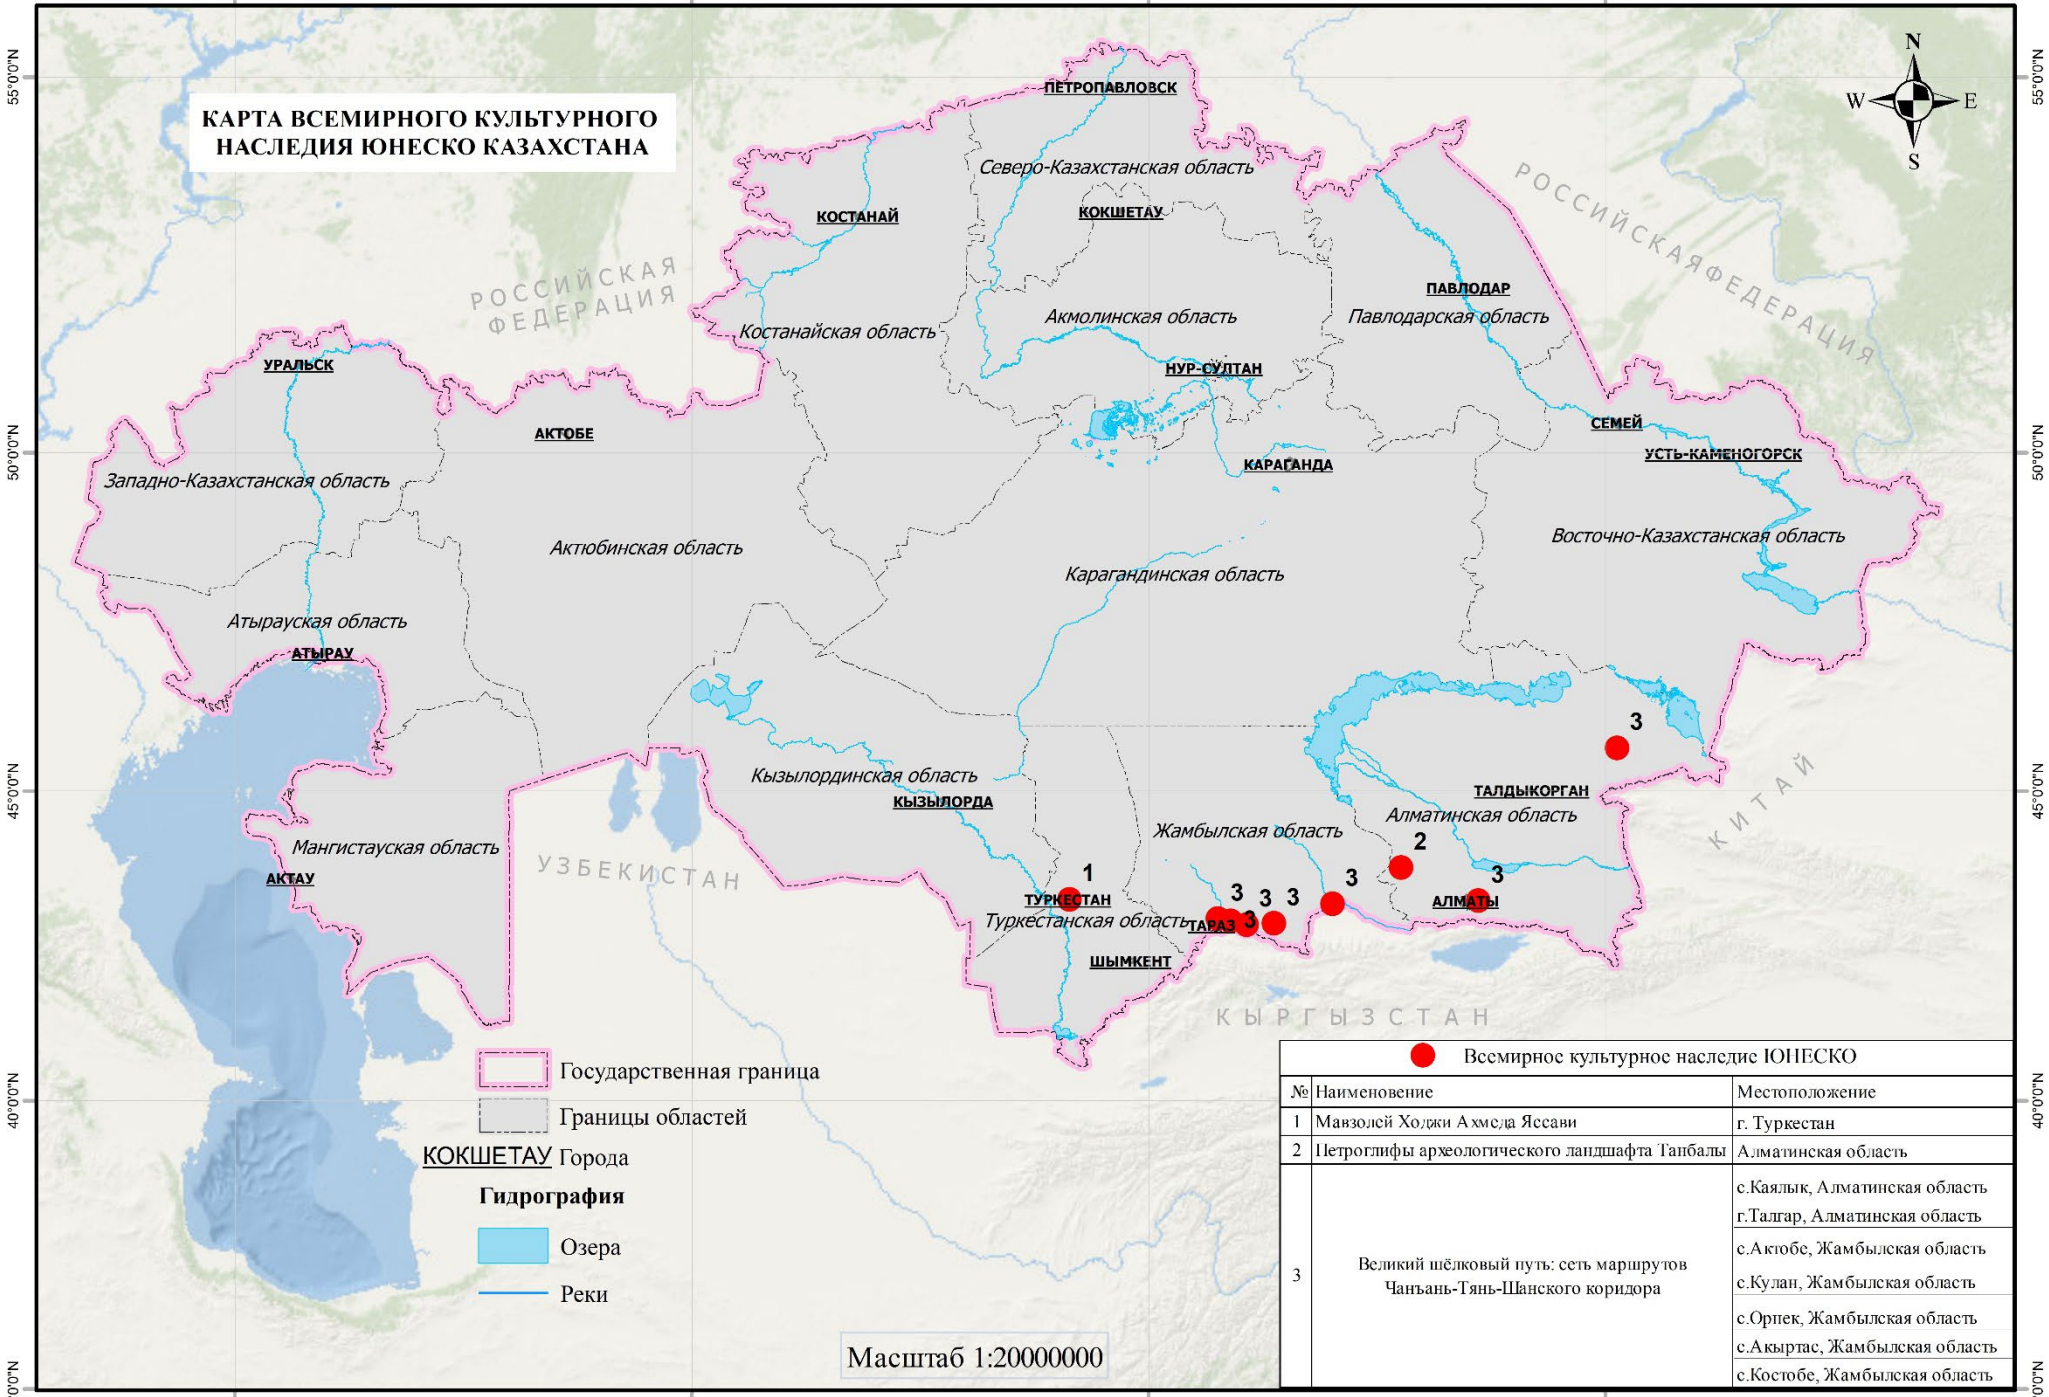 КАРТА ВСЕМИРНОГО КУЛЬТУРНОГО
НАСЛЕДИЯ ЮНЕСКО КАЗАХСТАНА
N
W
E
S
55°0'0"N
55°0'0"N
50°0'0"N
50°0'0"N
45°0'0"N
45°0'0"N
40°0'0"N
40°0'0"N
ПЕТРОПАВЛОВСК
Северо-Казахстанская область
КОСТАНАЙ
КОКШЕТАУ
РОССИЙСКАЯ
ФЕДЕРАЦИЯ
РОССИЙСКАЯ ФЕДЕРАЦИЯ
ПАВЛОДАР
Костанайская область
Акмолинская область
Павлодарская область
УРАЛЬСК
НУР-СУЛТАН
АКТОБЕ
СЕМЕЙ
УСТЬ-КАМЕНОГОРСК
КАРАГАНДА
Западно-Казахстанская область
Актюбинская область
Восточно-Казахстанская область
Карагандинская область
Атырауская область
АТЫРАУ
3
Кызылординская область
КЫЗЫЛОРДА
ТАЛДЫКОРГАН
Алматинская область
КИТАЙ
Жамбылская область
Мангистауская область
УЗБЕКИСТАН
АКТАУ
2
1
3
3
3
3
3
3
ТУРКЕСТАН
АЛМАТЫ
Туркестанская область
ТАРАЗ
ШЫМКЕНТ
КЫРГЫЗСТАН
Государственная граница
Границы областей
КОКШЕТАУ Города
Гидрография
Озера
Реки
Масштаб 1:20000000
Всемирное культурное наследие ЮНЕСКО
№ Наименовение Местоположение
1 Мавзолей Ходжи Ахмеда Яссави г. Туркестан
2 Петроглифы археологического ландшафта Танбалы Алматинская область
3 Великий шёлковый путь: сеть маршрутов
Чанъань-Тянь-Шанского коридора
с.Каялык, Алматинская область
г.Талгар, Алматинская область
с.Актобе, Жамбылская область
с.Кулан, Жамбылская область
с.Орнек, Жамбылская область
с.Акыртас, Жамбылская область
с.Костобе, Жамбылская область